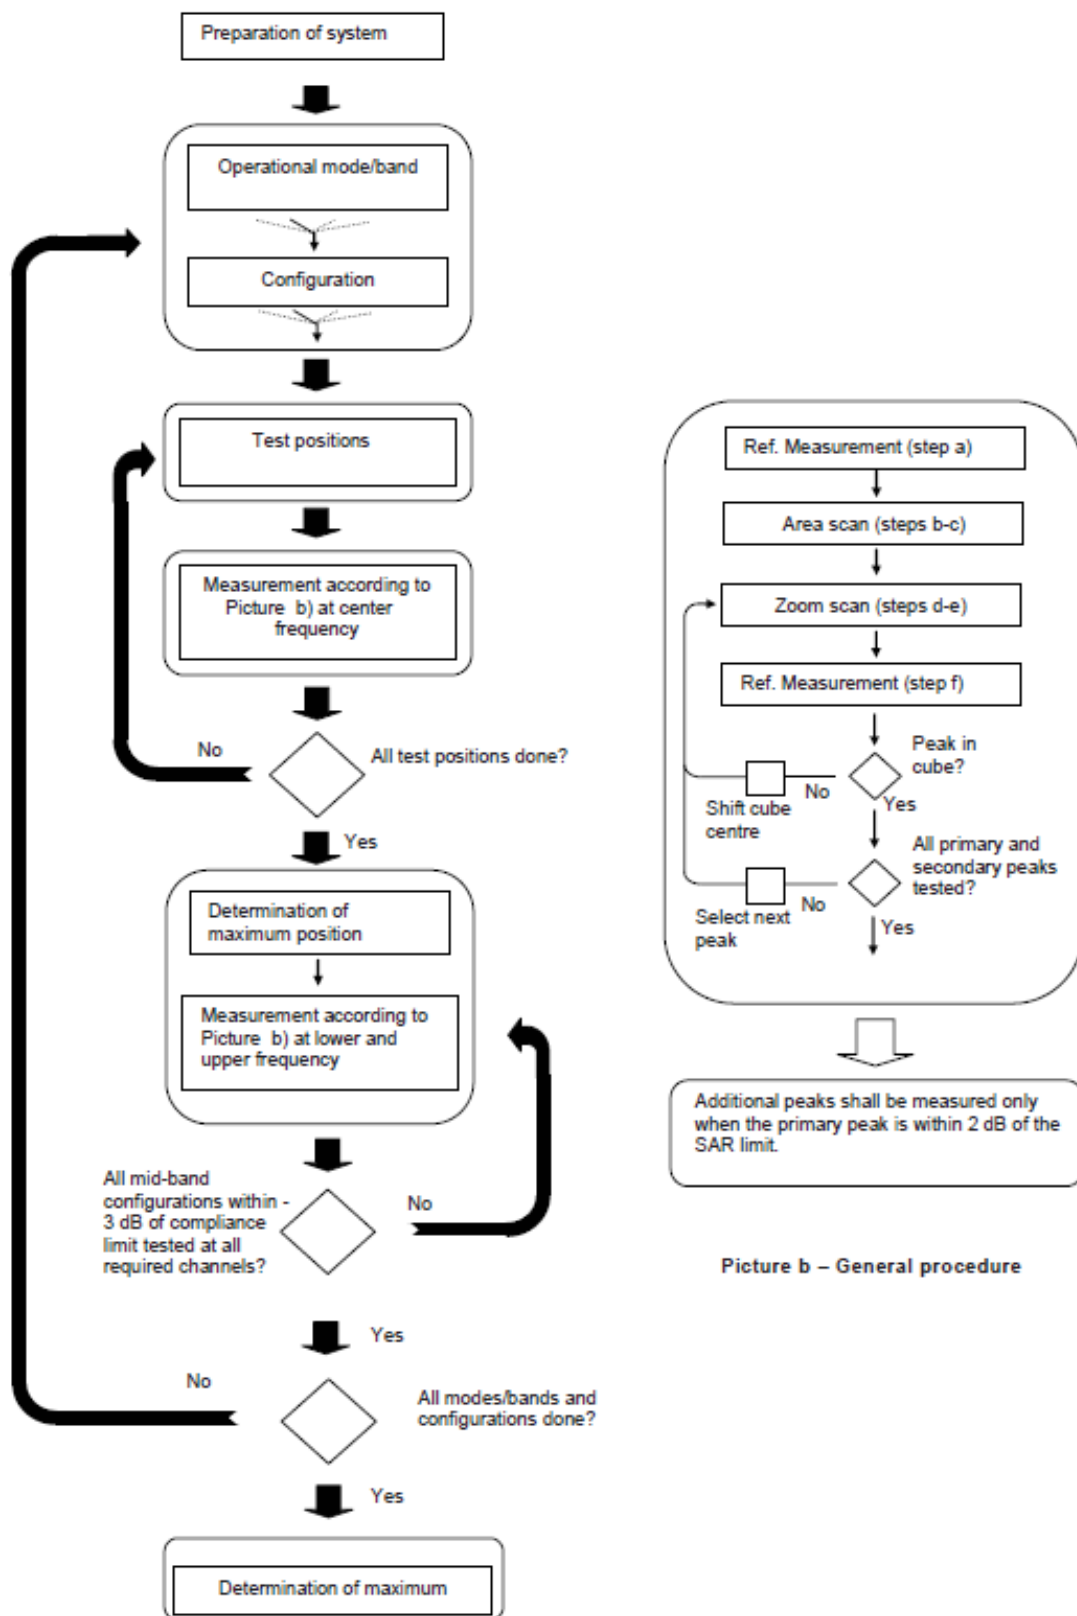 Preparation of system
Operational mode/band
Configuration
Test positions
Measurement according to
Picture b) at center
frequency
No
All test positions done?
Yes
Determination of
maximum position
Measurement according to
Picture b) at lower and
upper frequency
All mid-band
configurations within -
3 dB of compliance
limit tested at all
required channels?
No
Yes
No
All modes/bands and
configurations done?
Yes
Determination of maximum
Ref. Measurement (step a)
Area scan (steps b-c)
Zoom scan (steps d-e)
Ref. Measurement (step f)
Peak in
cube?
No
Shift cube
centre
Yes
All primary and
secondary peaks
tested?
No
Select next
peak
Yes
Additional peaks shall be measured only
when the primary peak is within 2 dB of the
SAR limit.
Picture b – General procedure